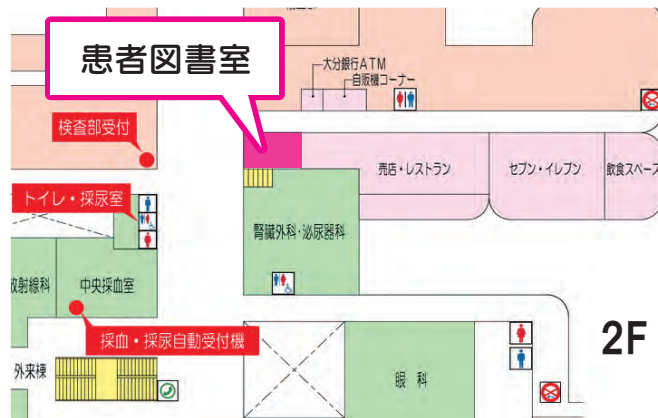 患者図書室
大分銀行ATM
自販機コーナー
検査部受付
売店・レストラン
セブン・イレブン
飲食スペース
トイレ・採尿室
腎臓外科・泌尿器科
放射線科
中央採血室
採血・採尿自動受付機
2F
外来棟
眼 科